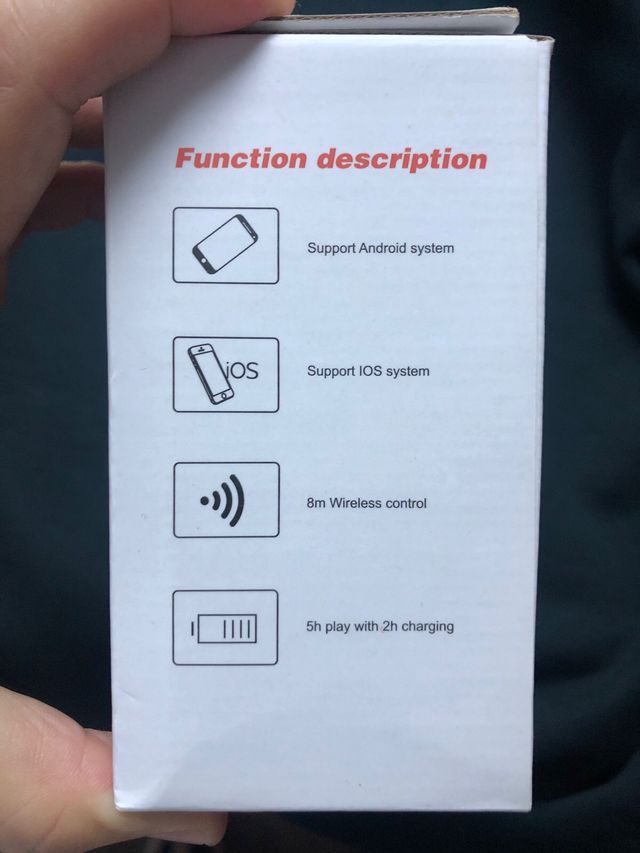 Function description
Support Android system
iOS
Support IOS system
8m Wireless control
5h play with 2h charging